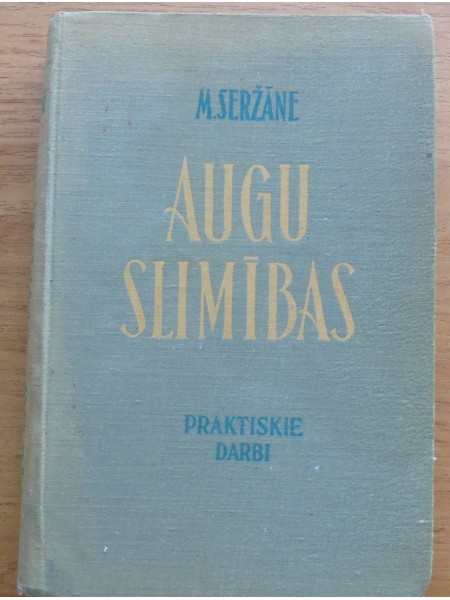 M.SERŽĀNE
AUGU
SLIMĪBAS
PRAKTISKIE
DARBI